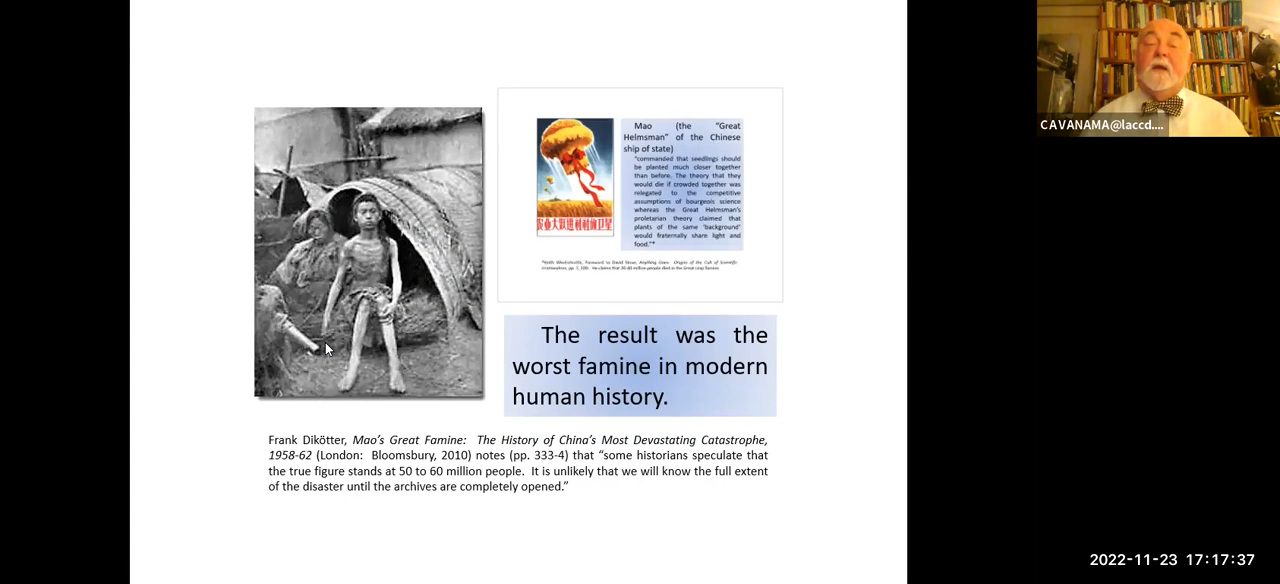 Mao (the “Great
Helmsman” of the Chinese
ship of state)
“commanded that seedlings should
be planted much closer together
than before. The theory that they
would die if crowded together was
relegated to the competitive
assumptions of bourgeois science
whereas the Great Helmsman's
proletarian theory claimed that
plants of the same 'background'
would fraternally share light and
food.”*
*Keith Windschuttle, Foreword to David Stove, Anything Goes: Origins of the Cult of Scientific
Irrationalism, pp. He claims that 30-40 million people died in the Great Leap famine.
The result was the
worst famine in modern
human history.
Frank Dikötter, Mao’s Great Famine: The History of China’s Most Devastating Catastrophe,
1958-62 (London: Bloomsbury, 2010) notes (pp. 333-4) that “some historians speculate that
the true figure stands at 50 to 60 million people. It is unlikely that we will know the full extent
of the disaster until the archives are completely opened.”
CAVANAMA@laccd....
2022-11-23 17:17:37